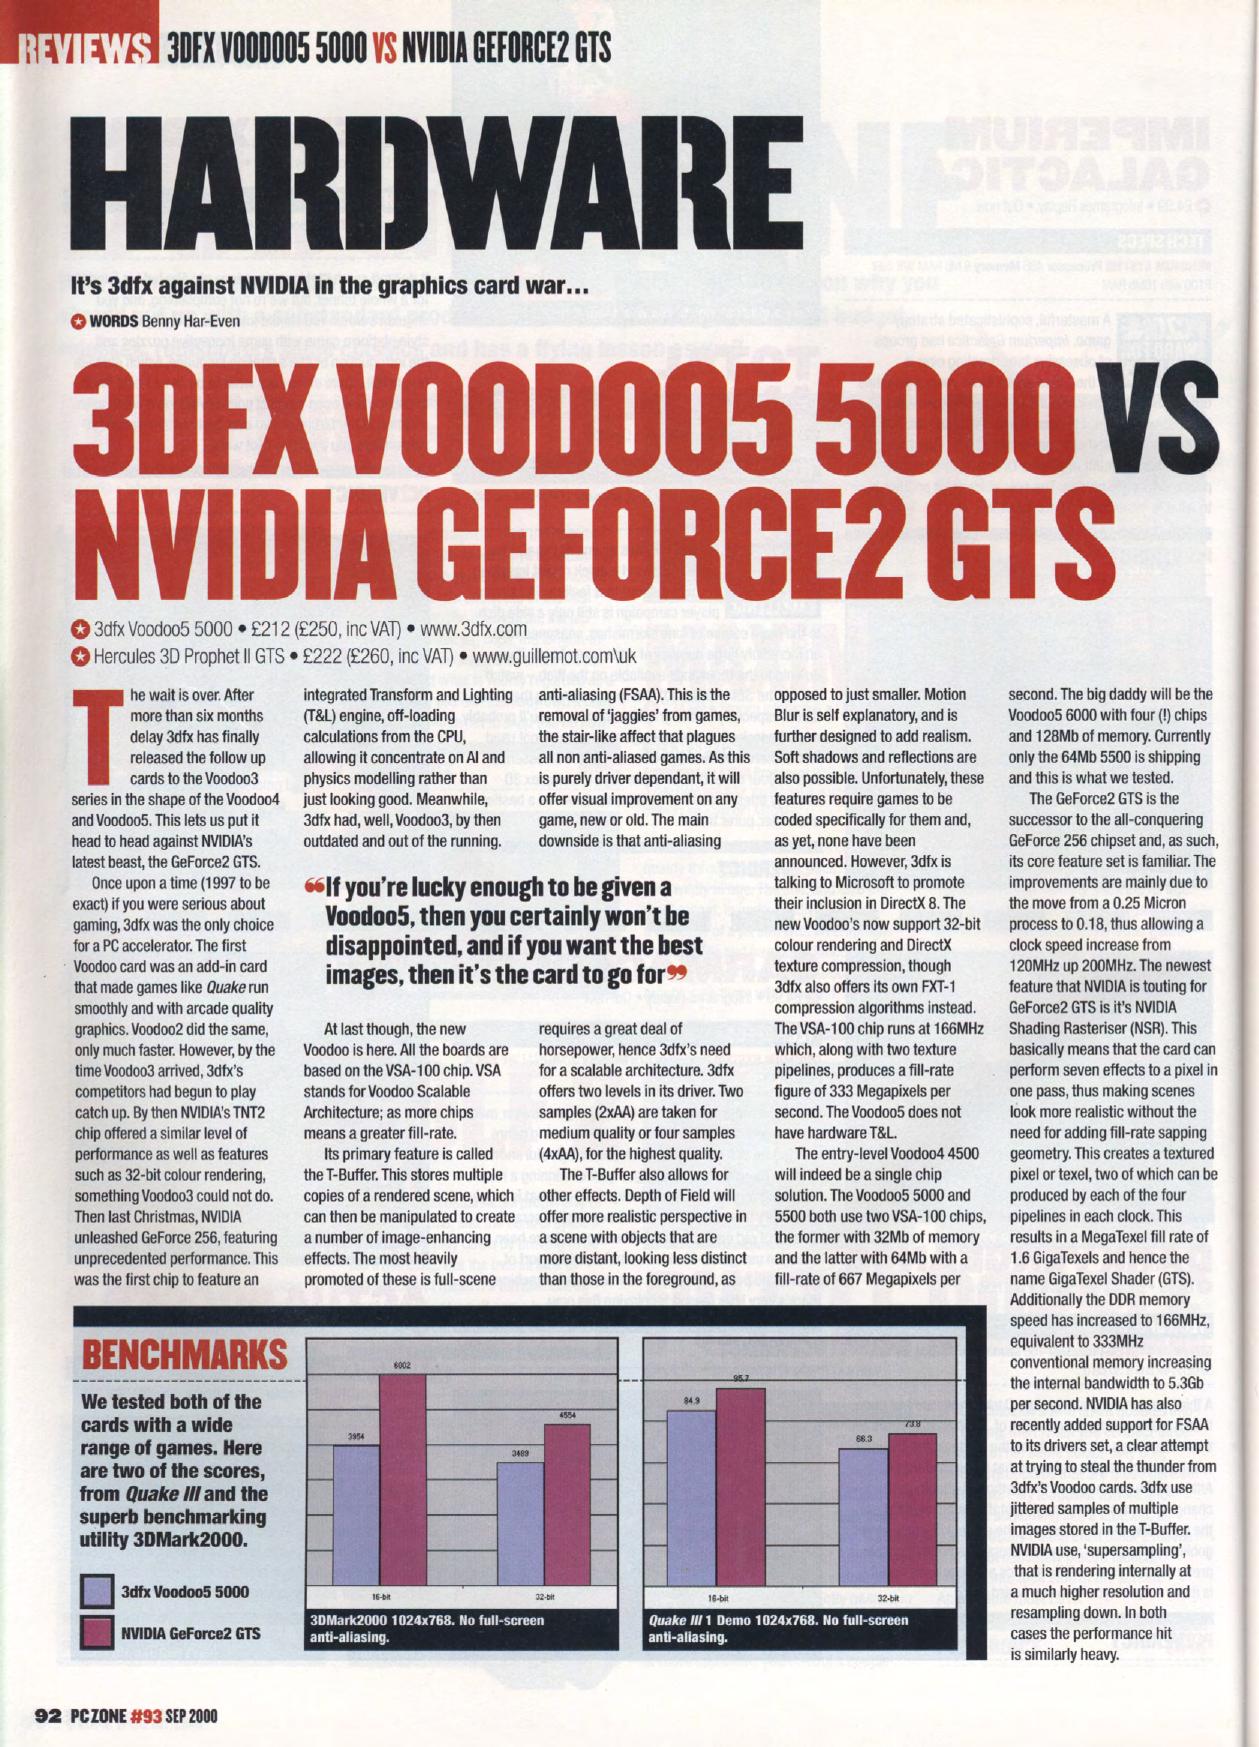 REVIEWS 3DFX VOODOO5 5000 VS NVIDIA GEFORCE2 GTS
HARDWARE
It's 3dfx against NVIDIA in the graphics card war...
WORDS Benny Har-Even
3DFX VOODOO5 5000 VS
NVIDIA GEFORCE2 GTS
3dfx Voodoo5 5000 • £212 (£250, inc VAT) • www.3dfx.com
Hercules 3D Prophet II GTS • £222 (£260, inc VAT) • www.guillemot.com\uk
The wait is over. After
more than six months
delay 3dfx has finally
released the follow up
cards to the Voodoo3
series in the shape of the Voodoo4
and Voodoo5. This lets us put it
head to head against NVIDIA's
latest beast, the GeForce2 GTS.
Once upon a time (1997 to be
exact) if you were serious about
gaming, 3dfx was the only choice
for a PC accelerator. The first
Voodoo card was an add-in card
that made games like Quake run
smoothly and with arcade quality
graphics. Voodoo2 did the same,
only much faster. However, by the
time Voodoo3 arrived, 3dfx's
competitors had begun to play
catch up. By then NVIDIA's TNT2
chip offered a similar level of
performance as well as features
such as 32-bit colour rendering,
something Voodoo3 could not do.
Then last Christmas, NVIDIA
unleashed GeForce 256, featuring
unprecedented performance. This
was the first chip to feature an
integrated Transform and Lighting
(T&L) engine, off-loading
calculations from the CPU,
allowing it concentrate on AI and
physics modelling rather than
just looking good. Meanwhile,
3dfx had, well, Voodoo3, by then
outdated and out of the running.
“If you're lucky enough to be given a
Voodoo5, then you certainly won't be
disappointed, and if you want the best
images, then it's the card to go for”
At last though, the new
Voodoo is here. All the boards are
based on the VSA-100 chip. VSA
stands for Voodoo Scalable
Architecture; as more chips
means a greater fill-rate.
Its primary feature is called
the T-Buffer. This stores multiple
copies of a rendered scene, which
can then be manipulated to create
a number of image-enhancing
effects. The most heavily
promoted of these is full-scene
anti-aliasing (FSAA). This is the
removal of 'jaggies' from games,
the stair-like affect that plagues
all non anti-aliased games. As this
is purely driver dependant, it will
offer visual improvement on any
game, new or old. The main
downside is that anti-aliasing
requires a great deal of
horsepower, hence 3dfx's need
for a scalable architecture. 3dfx
offers two levels in its driver. Two
samples (2xAA) are taken for
medium quality or four samples
(4xAA), for the highest quality.
The T-Buffer also allows for
other effects. Depth of Field will
offer more realistic perspective in
a scene with objects that are
more distant, looking less distinct
than those in the foreground, as
opposed to just smaller. Motion
Blur is self explanatory, and is
further designed to add realism.
Soft shadows and reflections are
also possible. Unfortunately, these
features require games to be
coded specifically for them and,
as yet, none have been
announced. However, 3dfx is
talking to Microsoft to promote
their inclusion in DirectX 8. The
new Voodoo's now support 32-bit
colour rendering and DirectX
texture compression, though
3dfx also offers its own FXT-1
compression algorithms instead.
The VSA-100 chip runs at 166MHz
which, along with two texture
pipelines, produces a fill-rate
figure of 333 Megapixels per
second. The Voodoo5 does not
have hardware T&L.
The entry-level Voodoo4 4500
will indeed be a single chip
solution. The Voodoo5 5000 and
5500 both use two VSA-100 chips,
the former with 32Mb of memory
and the latter with 64Mb with a
fill-rate of 667 Megapixels per
second. The big daddy will be the
Voodoo5 6000 with four (!) chips
and 128Mb of memory. Currently
only the 64Mb 5500 is shipping
and this is what we tested.
The GeForce2 GTS is the
successor to the all-conquering
GeForce 256 chipset and, as such,
its core feature set is familiar. The
improvements are mainly due to
the move from a 0.25 Micron
process to 0.18, thus allowing a
clock speed increase from
120MHz up 200MHz. The newest
feature that NVIDIA is touting for
GeForce2 GTS is it's NVIDIA
Shading Rasteriser (NSR). This
basically means that the card can
perform seven effects to a pixel in
one pass, thus making scenes
look more realistic without the
need for adding fill-rate sapping
geometry. This creates a textured
pixel or texel, two of which can be
produced by each of the four
pipelines in each clock. This
results in a MegaTexel fill rate of
1.6 GigaTexels and hence the
name GigaTexel Shader (GTS).
Additionally the DDR memory
speed has increased to 166MHz,
equivalent to 333MHz
conventional memory increasing
the internal bandwidth to 5.3Gb
per second. NVIDIA has also
recently added support for FSAA
to its drivers set, a clear attempt
at trying to steal the thunder from
3dfx's Voodoo cards. 3dfx use
jittered samples of multiple
images stored in the T-Buffer.
NVIDIA use, 'supersampling',
that is rendering internally at
a much higher resolution and
resampling down. In both
cases the performance hit
is similarly heavy.
BENCHMARKS
We tested both of the
cards with a wide
range of games. Here
are two of the scores,
from Quake III and the
superb benchmarking
utility 3DMark2000.
3dfx Voodoo5 5000
NVIDIA GeForce2 GTS
6002
3954
4554
3489
16-bit
32-bit
3DMark2000 1024x768. No full-screen
anti-aliasing.
95.7
84.9
73.8
66.3
16-bit
32-bit
Quake III 1 Demo 1024x768. No full-screen
anti-aliasing.
92 PC ZONE #93 SEP 2000